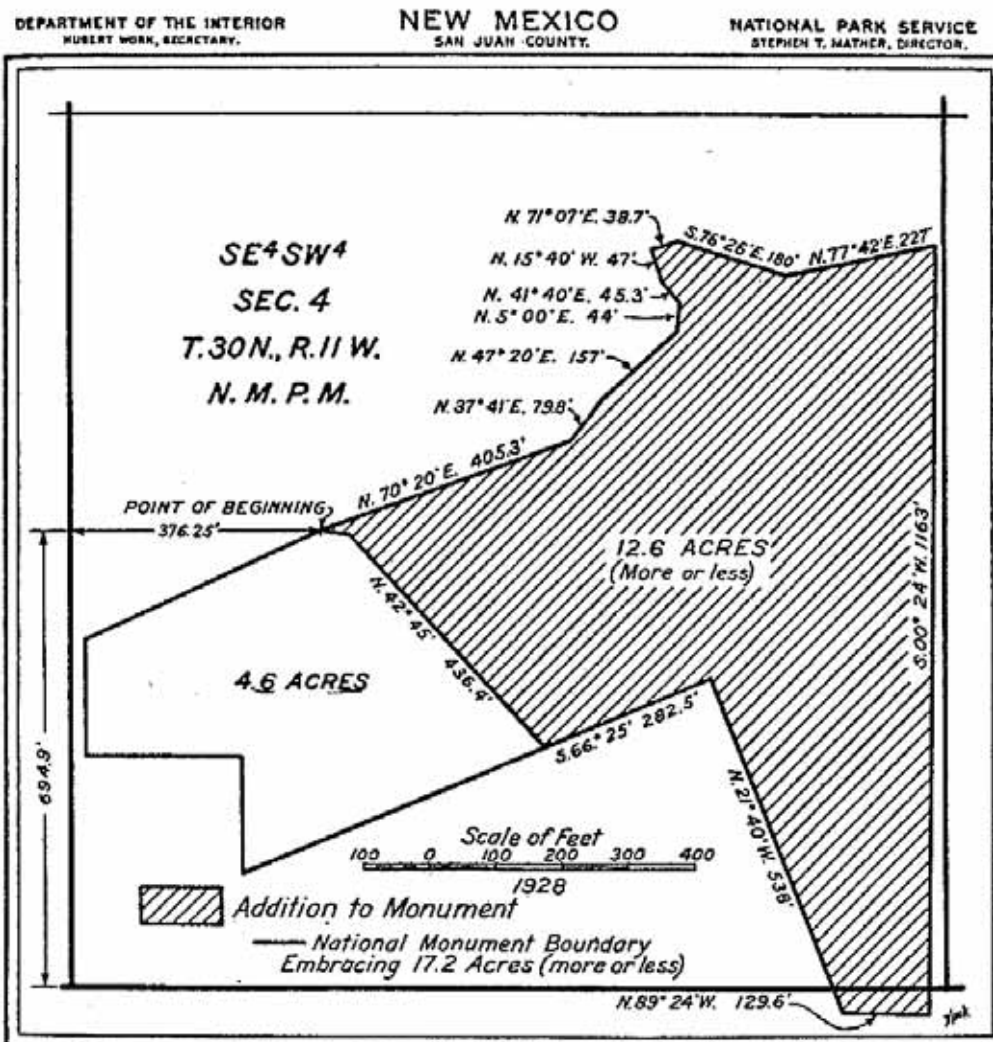 DEPARTMENT OF THE INTERIOR
HUBERT WORK, SECRETARY.
NEW MEXICO
SAN JUAN COUNTY.
NATIONAL PARK SERVICE
STEPHEN T. MATHER, DIRECTOR.
SE⁴ SW⁴
SEC. 4
T. 30 N., R. 11 W.
N. M. P. M.
N. 71° 07' E. 38.7'
N. 15° 40' W. 47'
N. 41° 40' E. 45.3'
N. 5° 00' E. 44'
N. 47° 20' E. 157'
N. 37° 41' E. 79.8'
S. 76° 26' E. 180'
N. 77° 42' E. 227'
N. 70° 20' E. 405.3'
POINT OF BEGINNING
376.25'
12.6 ACRES
(More or less)
S. 00° 24' W. 1163'
N. 42° 45' 436.4'
4.6 ACRES
694.9'
S. 66° 25' 282.5'
N. 21° 40' W. 538'
Scale of Feet
100 0 100 200 300 400
1928
Addition to Monument
National Monument Boundary
Embracing 17.2 Acres (more or less)
N. 89° 24' W. 129.6'